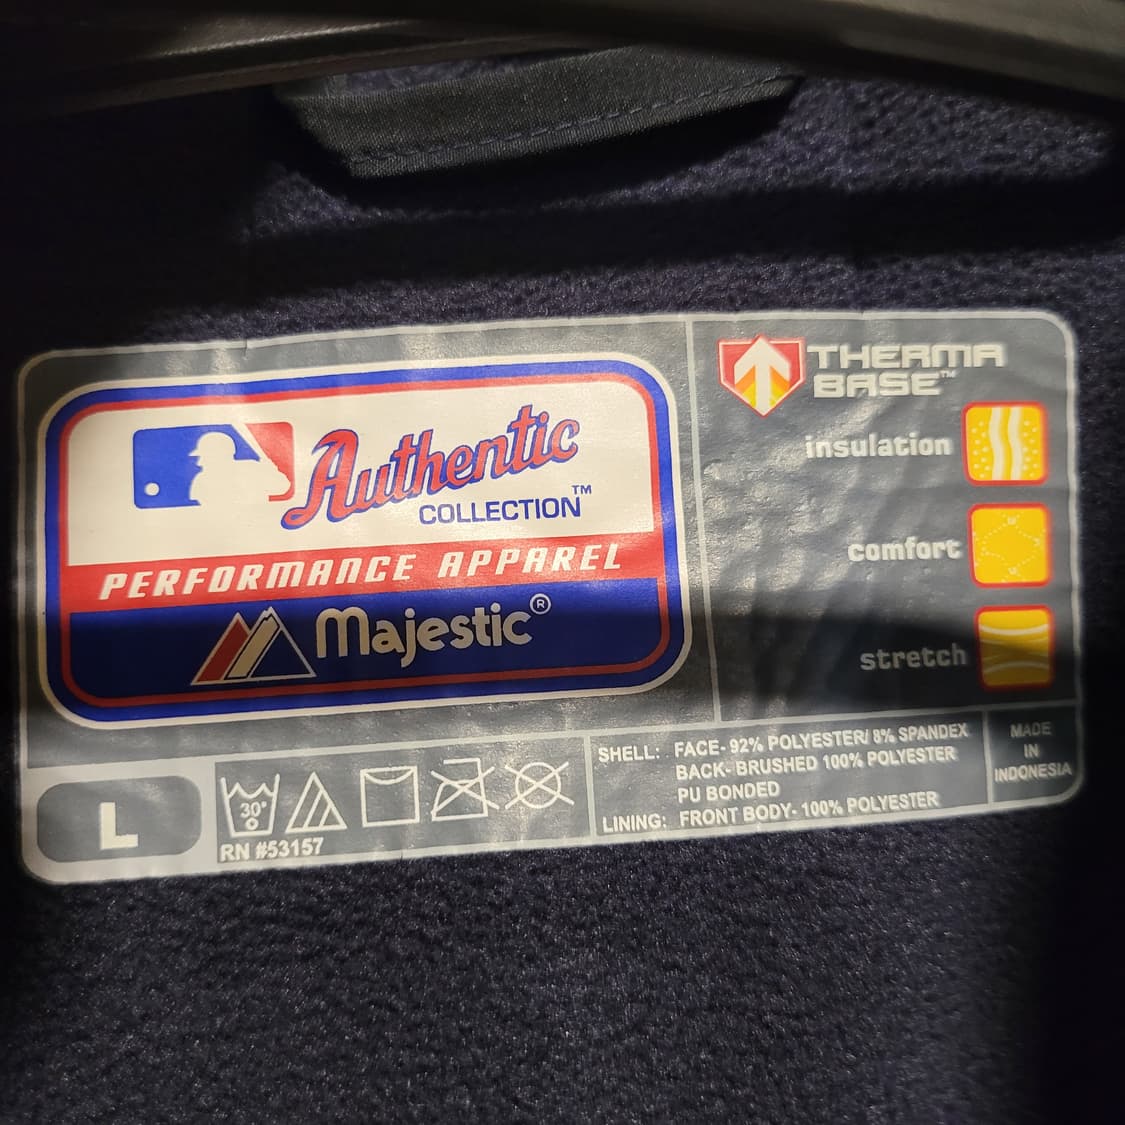 Authentic
COLLECTION™
PERFORMANCE APPAREL
Majestic®
THERMA
BASE™
insulation
comfort
stretch
L
30°
RN #53157
SHELL: FACE- 92% POLYESTER/ 8% SPANDEX
BACK- BRUSHED 100% POLYESTER
PU BONDED
LINING: FRONT BODY- 100% POLYESTER
MADE
IN
INDONESIA